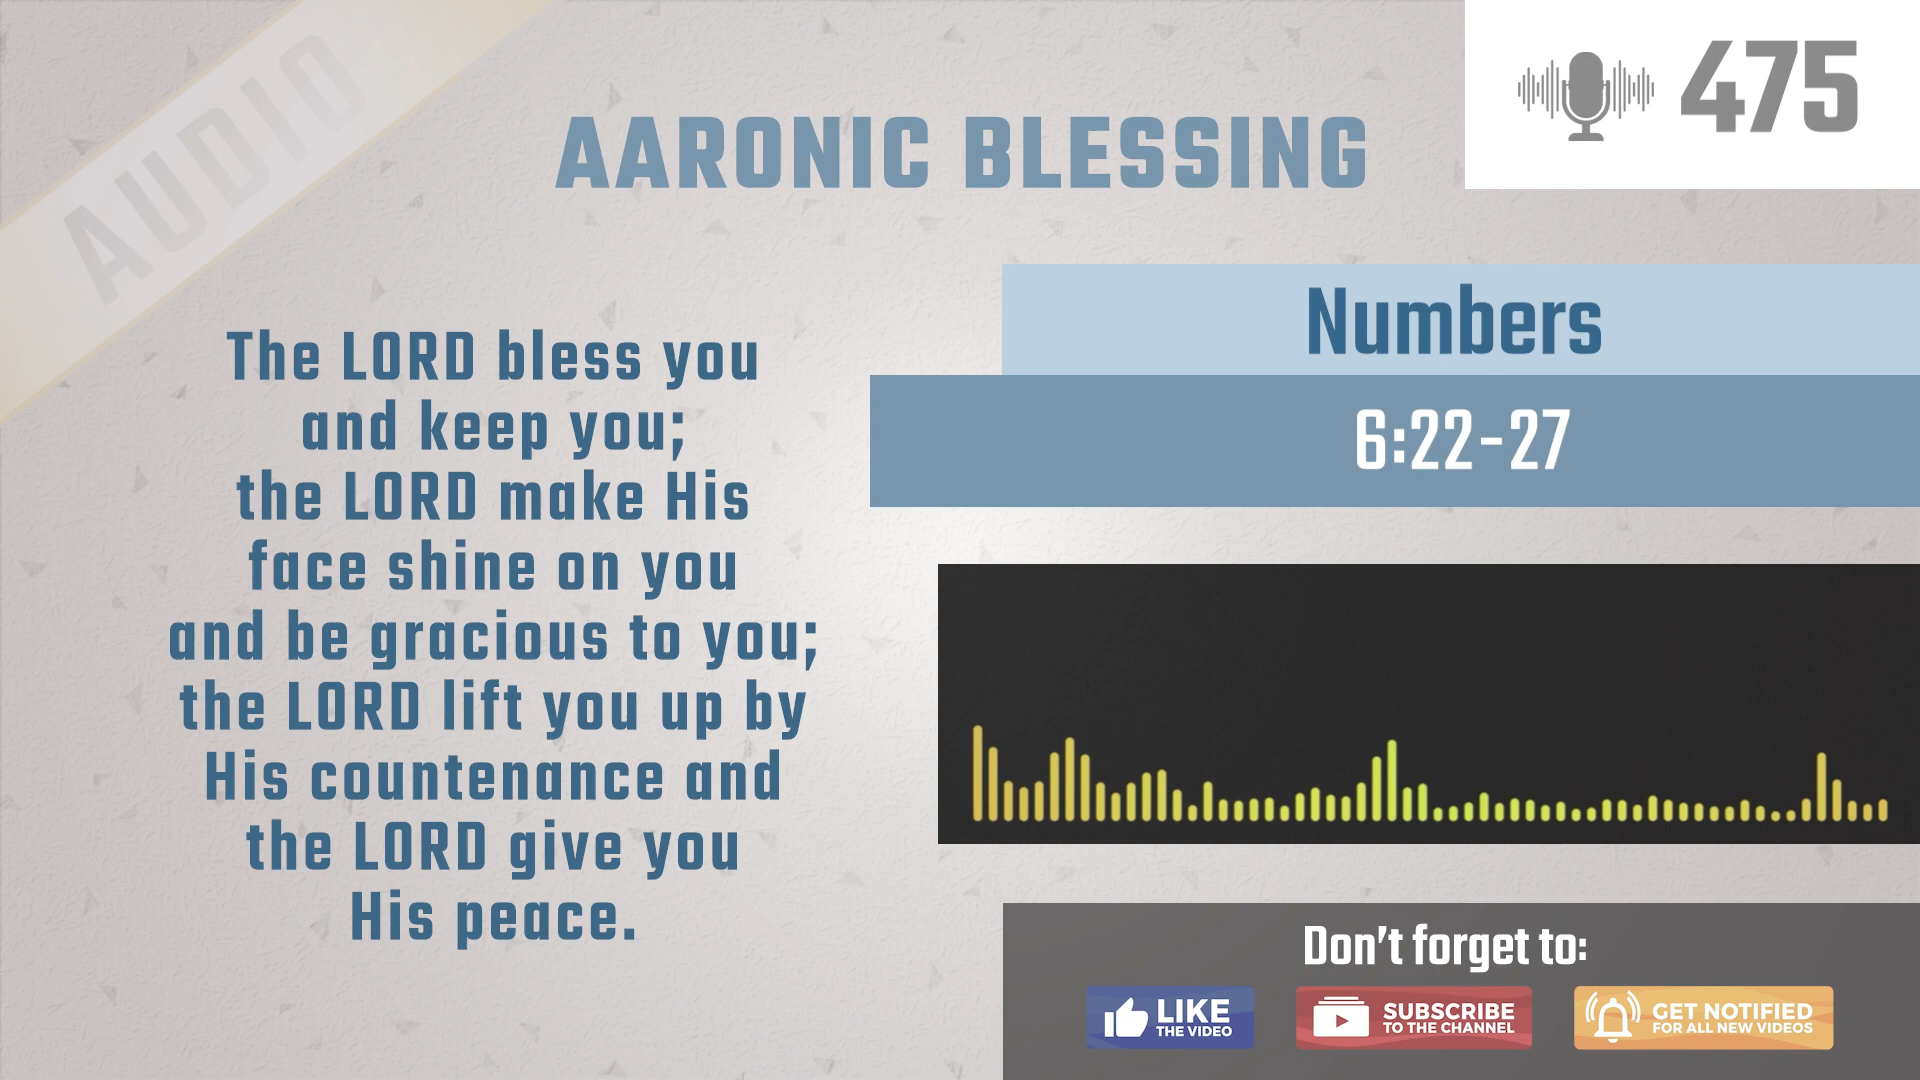 AUDIO
475
AARONIC BLESSING
Numbers
6:22-27
The LORD bless you
and keep you;
the LORD make His
face shine on you
and be gracious to you;
the LORD lift you up by
His countenance and
the LORD give you
His peace.
Don't forget to:
LIKE
THE VIDEO
SUBSCRIBE
TO THE CHANNEL
GET NOTIFIED
FOR ALL NEW VIDEOS